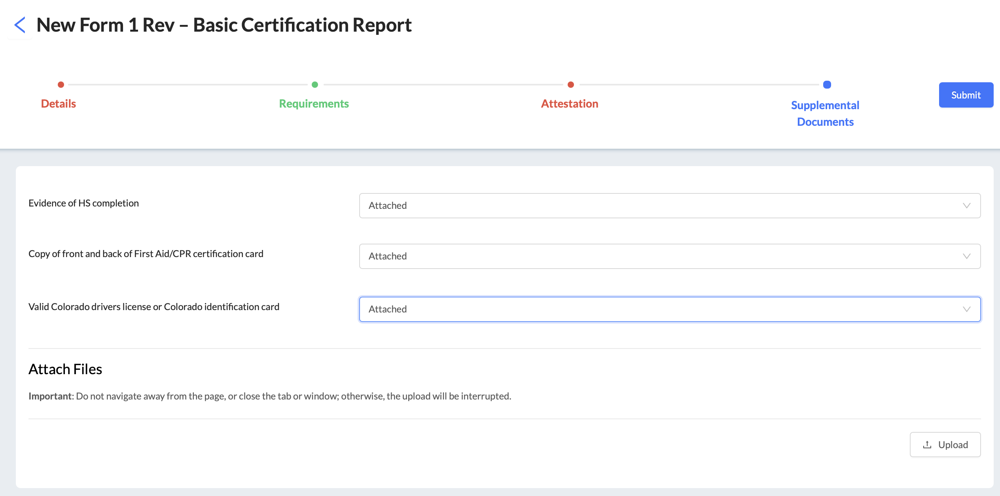 New Form 1 Rev – Basic Certification Report
Details
Requirements
Attestation
Supplemental
Documents
Submit
Evidence of HS completion
Attached
Copy of front and back of First Aid/CPR certification card
Attached
Valid Colorado drivers license or Colorado identification card
Attached
Attach Files
Important: Do not navigate away from the page, or close the tab or window; otherwise, the upload will be interrupted.
Upload